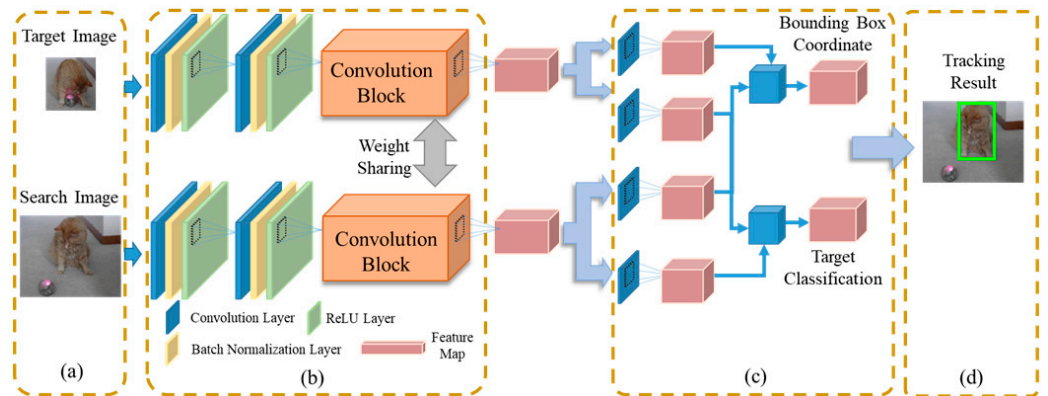 Target Image
Search Image
(a)
Convolution
Block
Weight
Sharing
Convolution
Block
Convolution Layer
ReLU Layer
Batch Normalization Layer
Feature
Map
(b)
Bounding Box
Coordinate
Target
Classification
(c)
Tracking
Result
(d)